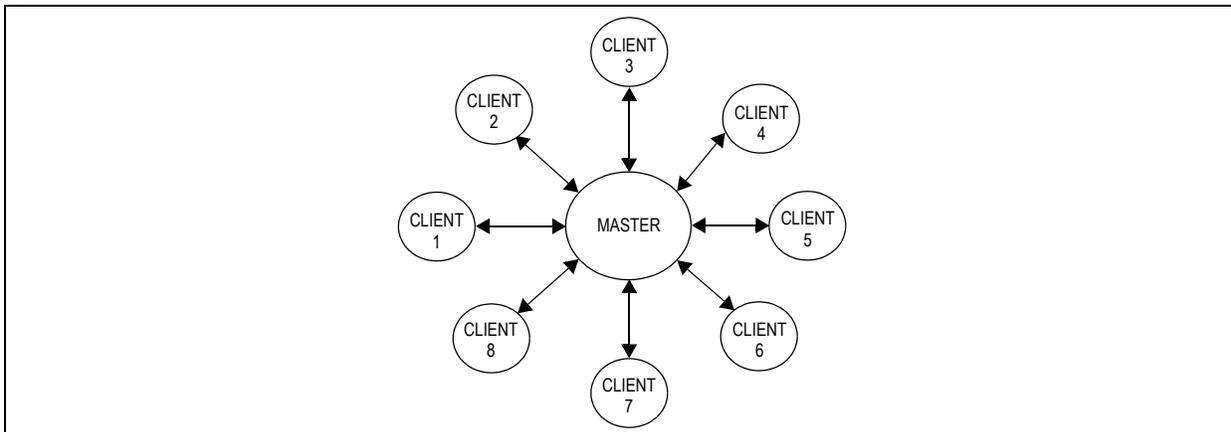 CLIENT
3
CLIENT
2
CLIENT
4
CLIENT
1
MASTER
CLIENT
5
CLIENT
8
CLIENT
6
CLIENT
7